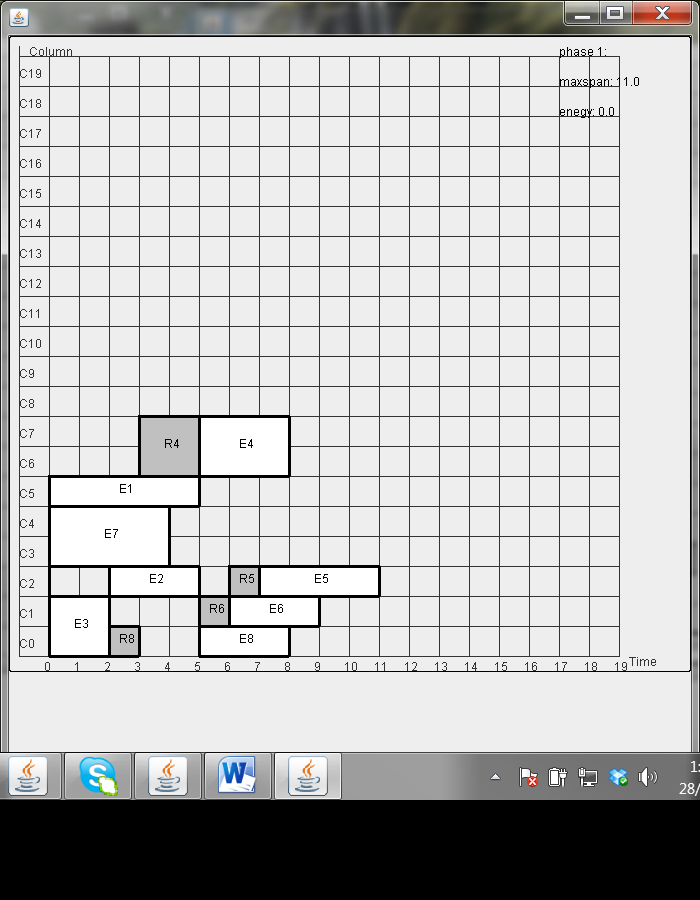 Column
phase 1:
C19
maxspan: 11.0
C18
enegy: 0.0
C17
C16
C15
C14
C13
C12
C11
C10
C9
C8
C7
R4 E4
C6
C5 E1
C4
E7
C3
C2 E2 R5 E5
C1 R6 E6
E3
C0 R8 E8
0 1 2 3 4 5 6 7 8 9 10 11 12 13 14 15 16 17 18 19 Time
S W
1:
28/